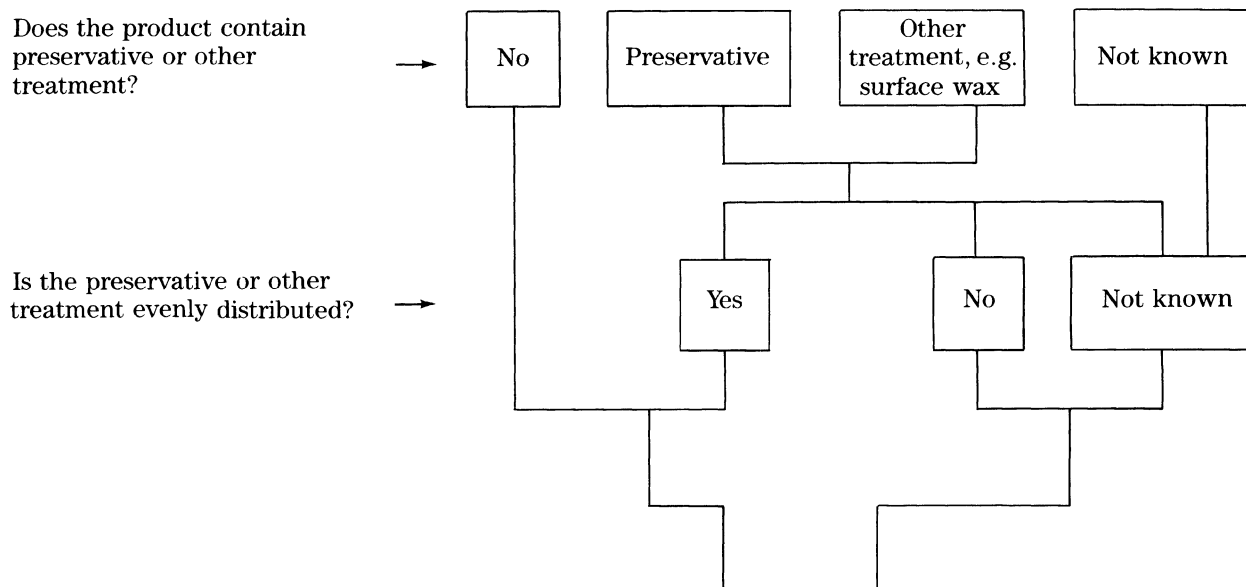 Does the product contain
preservative or other
treatment?
No
Preservative
Other
treatment, e.g.
surface wax
Not known
Is the preservative or other
treatment evenly distributed?
Yes
No
Not known